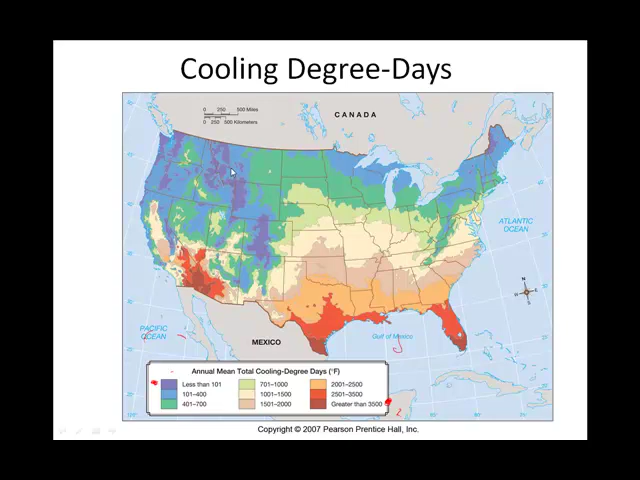 Cooling Degree-Days
0 250 500 Miles
0 250 500 Kilometers
CANADA
ATLANTIC
OCEAN
N
W E
S
PACIFIC
OCEAN
MEXICO
Gulf of Mexico
Annual Mean Total Cooling-Degree Days (°F)
Less than 101 701-1000 2001-2500
101-400 1001-1500 2501-3500
401-700 1501-2000 Greater than 3500
Copyright © 2007 Pearson Prentice Hall, Inc.